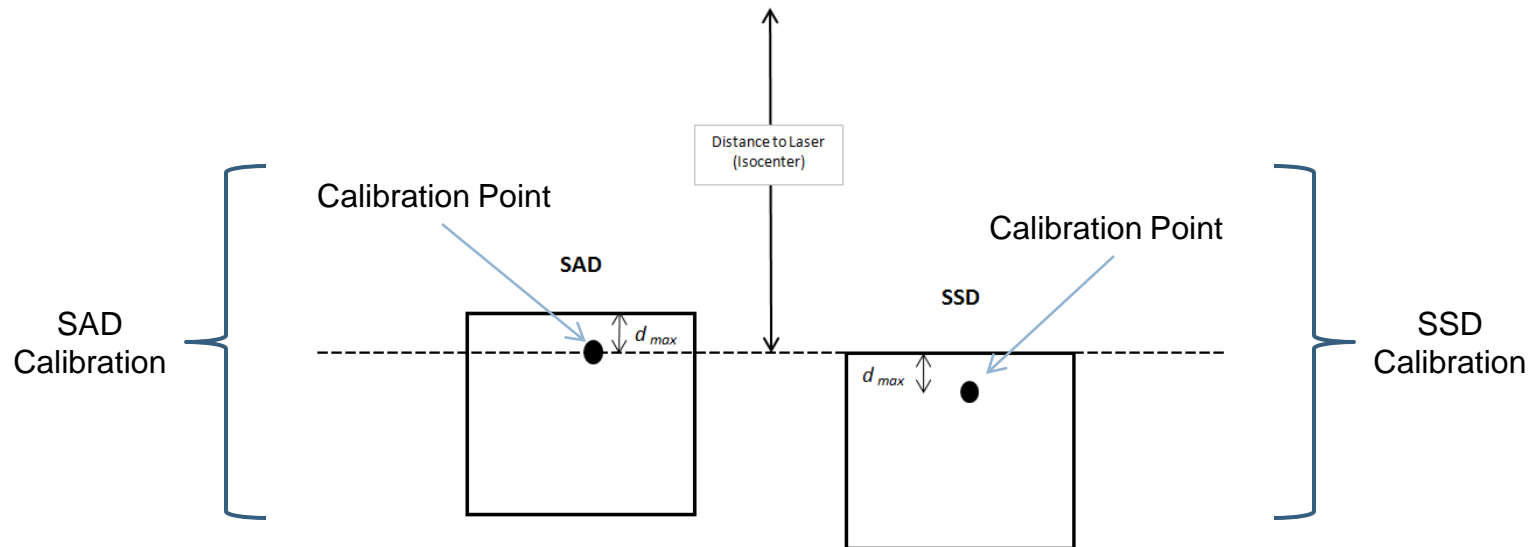 Distance to Laser
(Isocenter)
Calibration Point
Calibration Point
SAD
SSD
SAD
Calibration
d max
d max
SSD
Calibration